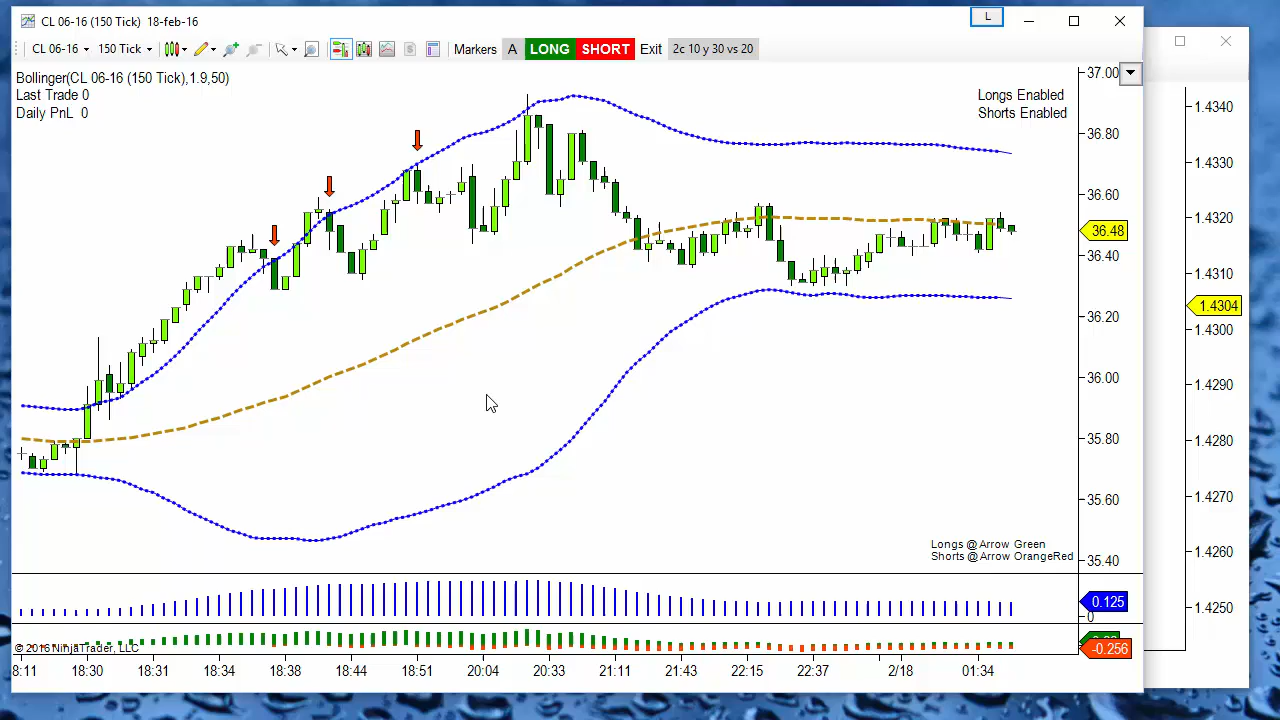 CL 06-16 (150 Tick) 18-feb-16
L
CL 06-16 150 Tick Markers A LONG SHORT Exit 2c 10 y 30 vs 20
Bollinger(CL 06-16 (150 Tick),1.9,50)
Last Trade 0
Daily PnL 0
Longs Enabled
Shorts Enabled
37.00
36.80
36.60
36.48
36.40
36.20
36.00
35.80
35.60
35.40
Longs @ Arrow Green
Shorts @ Arrow OrangeRed
0.125
0
-0.256
© 2016 NinjaTrader, LLC
8:11 18:30 18:31 18:34 18:38 18:44 18:51 20:04 20:33 21:11 21:43 22:15 22:37 2/18 01:34
1.4340
1.4330
1.4320
1.4310
1.4304
1.4300
1.4290
1.4280
1.4270
1.4260
1.4250